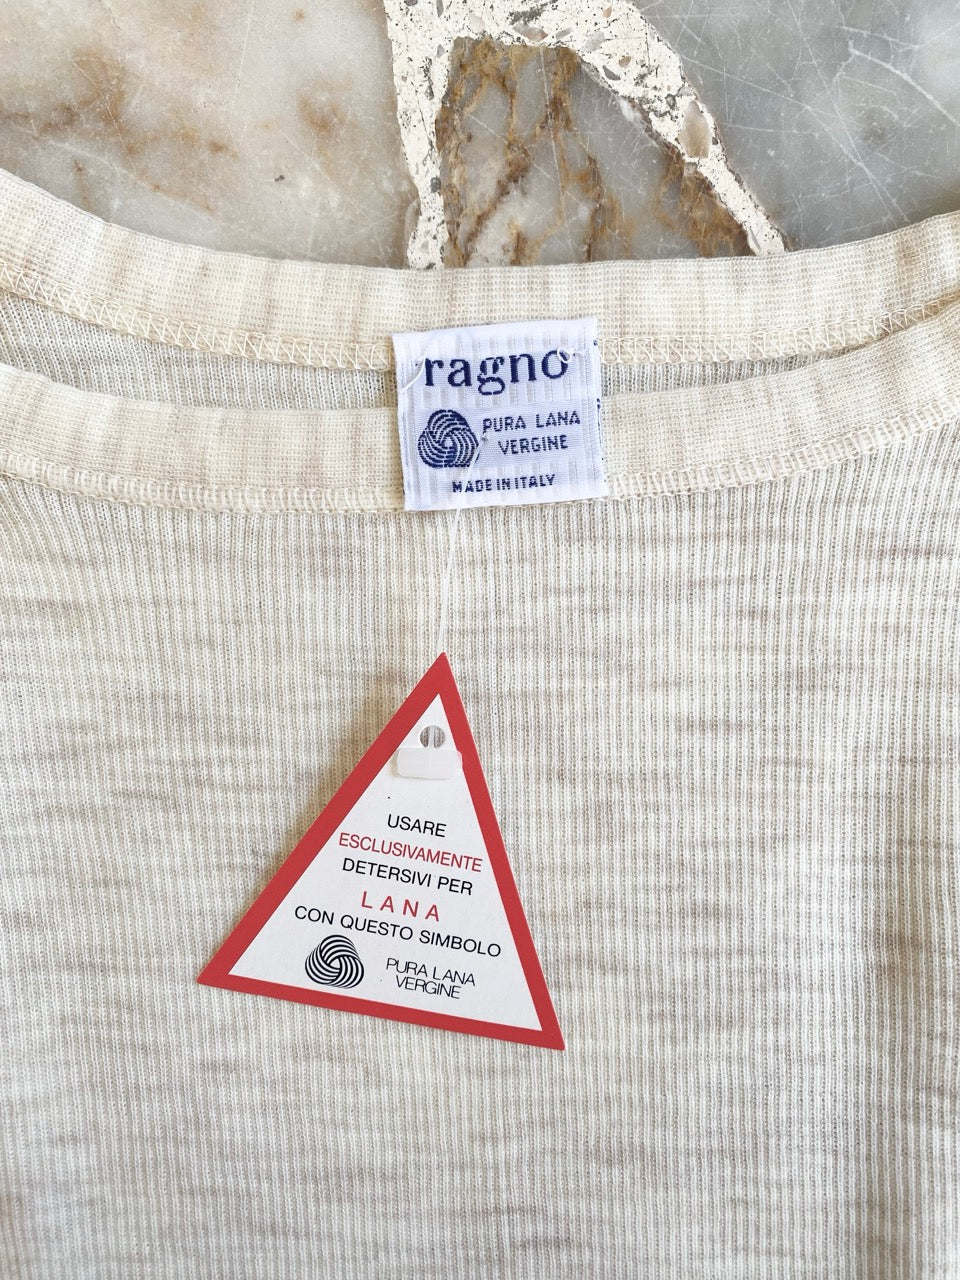 ragno
PURA LANA
VERGINE
MADE IN ITALY
USARE
ESCLUSIVAMENTE
DETERSIVI PER
LANA
CON QUESTO SIMBOLO
PURA LANA
VERGINE